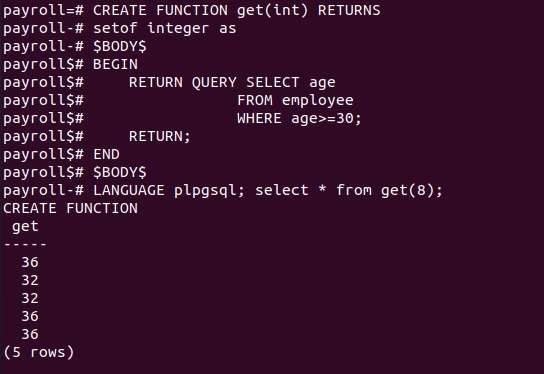 payroll=# CREATE FUNCTION get(int) RETURNS
payroll-# setof integer as
payroll-# $BODY$
payroll$# BEGIN
payroll$#     RETURN QUERY SELECT age
payroll$#                 FROM employee
payroll$#                 WHERE age>=30;
payroll$#     RETURN;
payroll$# END
payroll$# $BODY$
payroll-# LANGUAGE plpgsql; select * from get(8);
CREATE FUNCTION
 get
-----
  36
  32
  32
  36
  36
(5 rows)